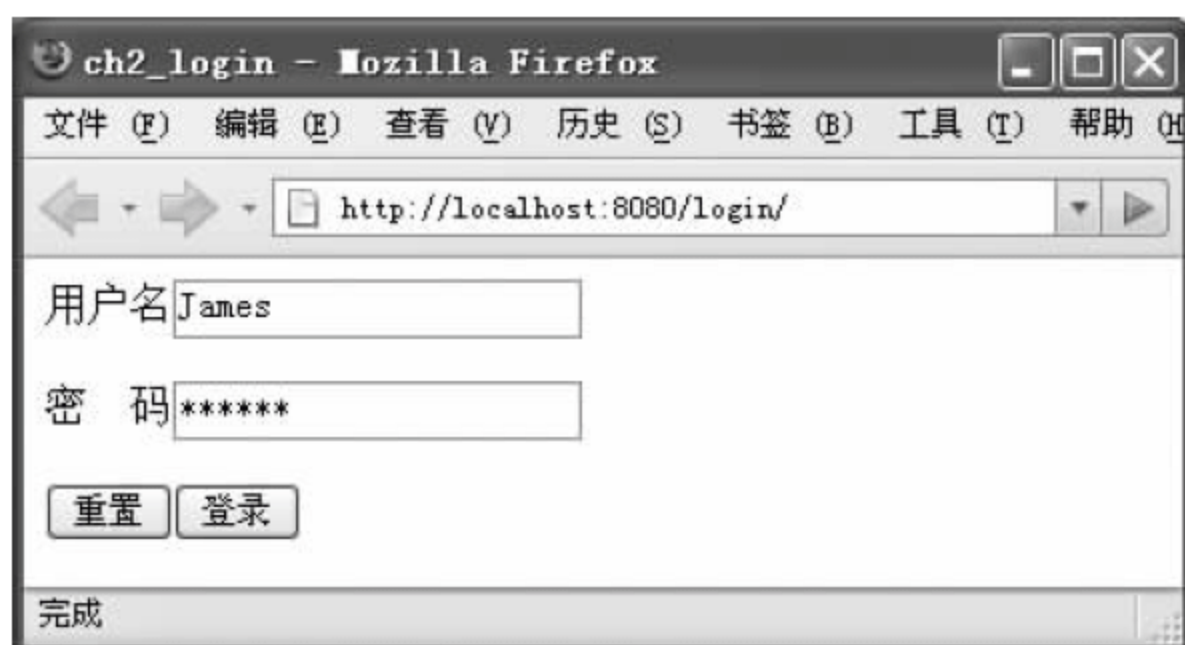 ch2_login - Mozilla Firefox
文件 (F) 编辑 (E) 查看 (V) 历史 (S) 书签 (B) 工具 (T) 帮助 (H
http://localhost:8080/login/
用户名 James
密 码 ******
重置 登录
完成